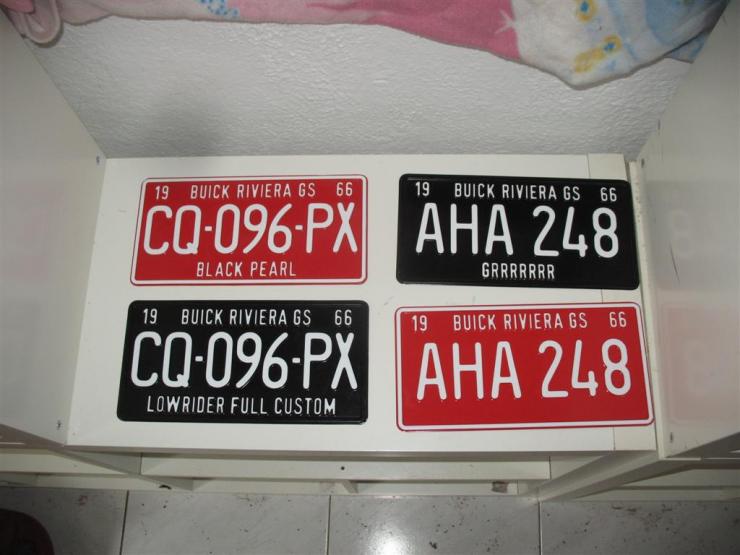 19 BUICK RIVIERA GS 66
CQ-096-PX
BLACK PEARL
19 BUICK RIVIERA GS 66
AHA 248
GRRRRRRR
19 BUICK RIVIERA GS 66
CQ-096-PX
LOWRIDER FULL CUSTOM
19 BUICK RIVIERA GS 66
AHA 248